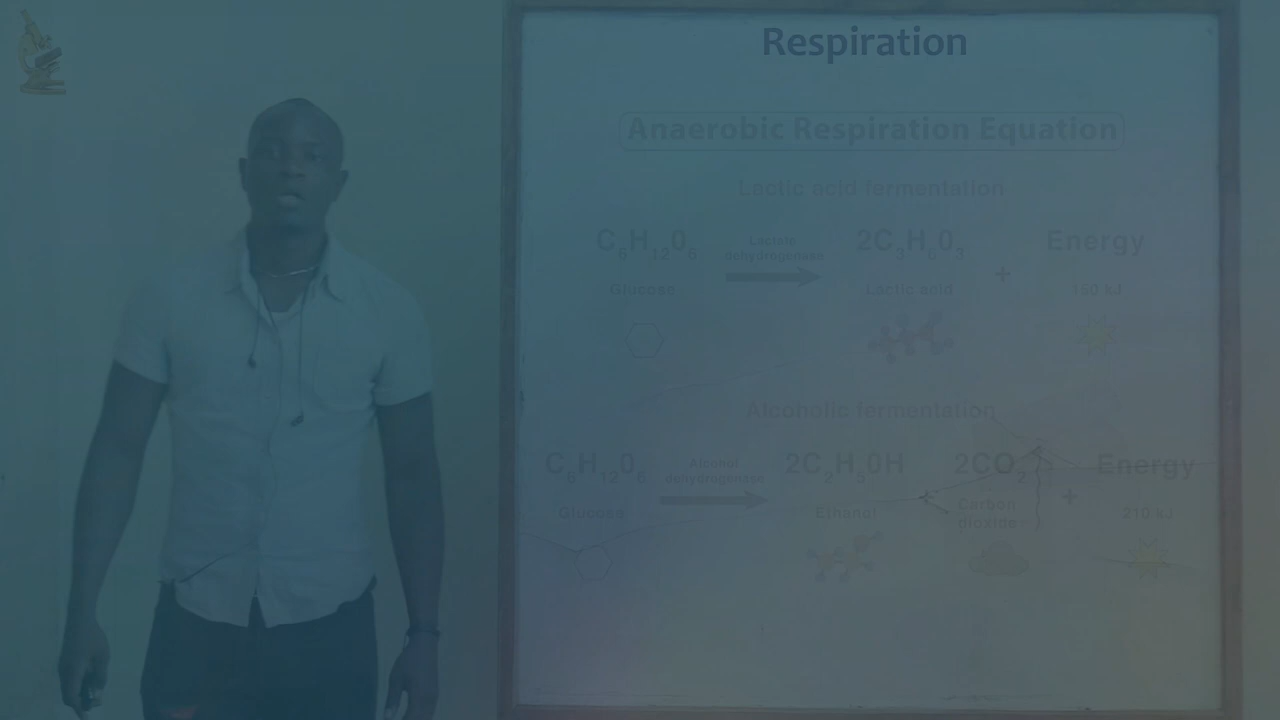 Respiration
Anaerobic Respiration Equation
Lactic acid fermentation
C6H12O6 Lactate dehydrogenase 2C3H6O3 + Energy
Glucose Lactic acid 150 kJ
Alcoholic fermentation
C6H12O6 Alcohol dehydrogenase 2C2H5OH + 2CO2 + Energy
Glucose Ethanol Carbon dioxide 210 kJ